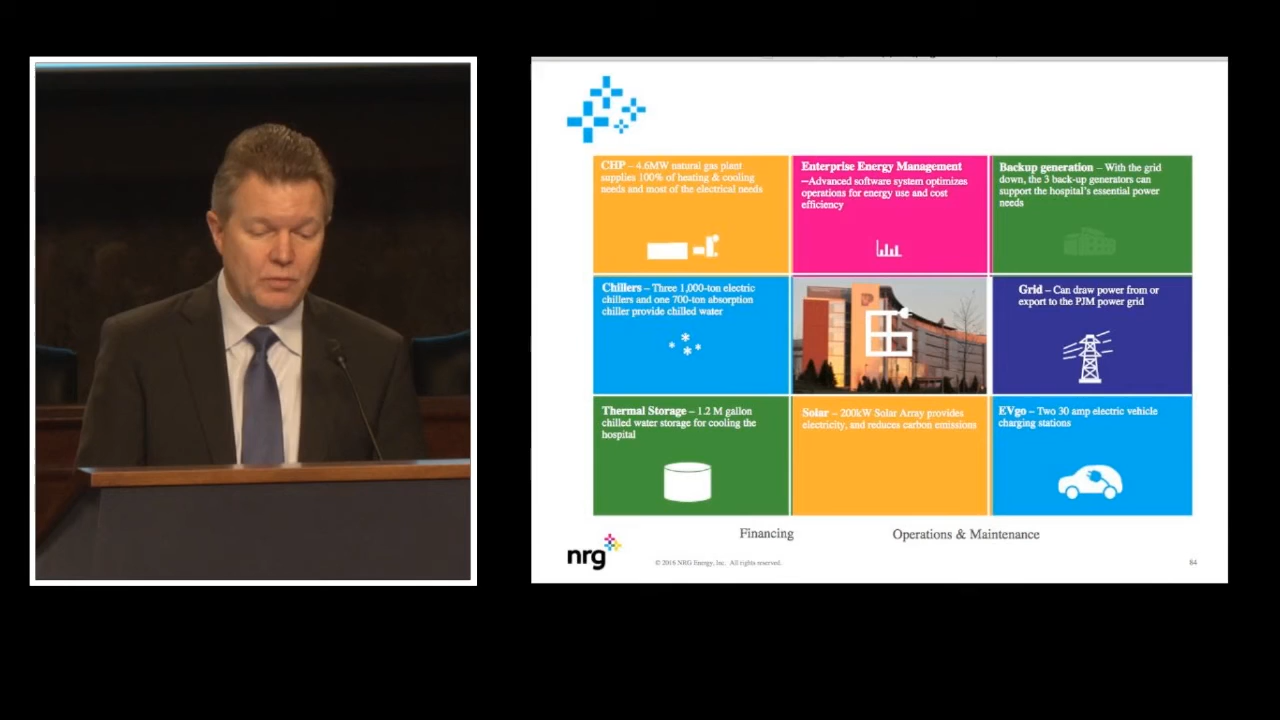 CHP – 4.6MW natural gas plant
supplies 100% of heating & cooling
needs and most of the electrical needs
Enterprise Energy Management
–Advanced software system optimizes
operations for energy use and cost
efficiency
Backup generation – With the grid
down, the 3 back-up generators can
support the hospital's essential power
needs
Chillers – Three 1,000-ton electric
chillers and one 700-ton absorption
chiller provide chilled water
Grid – Can draw power from or
export to the PJM power grid
Thermal Storage – 1.2 M gallon
chilled water storage for cooling the
hospital
Solar – 200kW Solar Array provides
electricity, and reduces carbon emissions
EVgo – Two 30 amp electric vehicle
charging stations
Financing
Operations & Maintenance
nrg
© 2016 NRG Energy, Inc. All rights reserved.
84